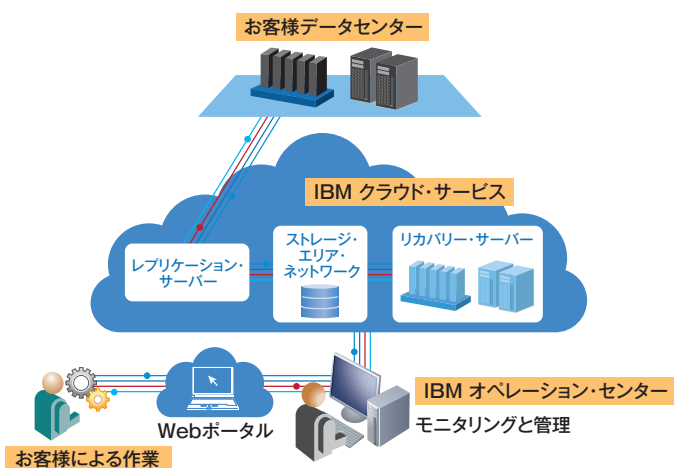 お客様データセンター
IBM クラウド・サービス
レプリケーション・
サーバー
ストレージ・
エリア・
ネットワーク
リカバリー・サーバー
Webポータル
お客様による作業
IBM オペレーション・センター
モニタリングと管理